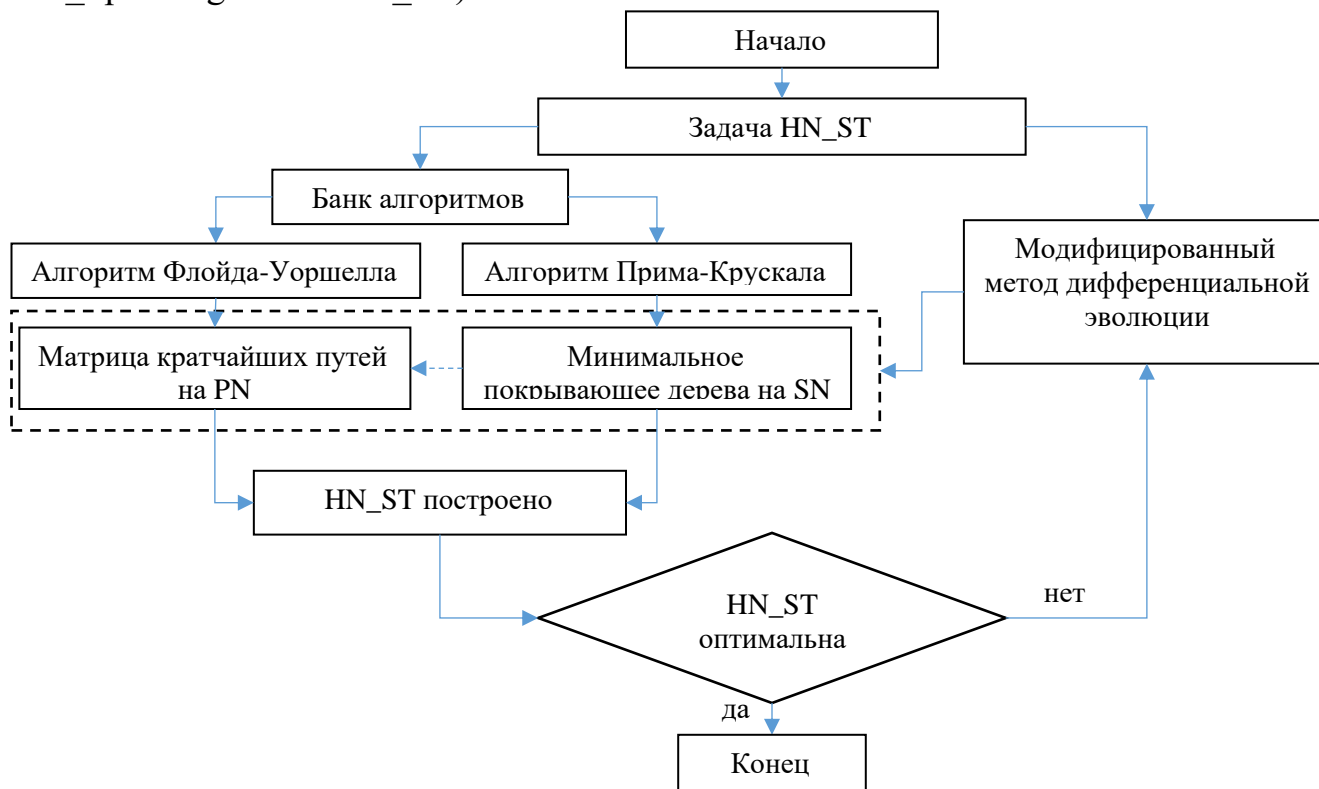 Начало
Задача HN_ST
Банк алгоритмов
Алгоритм Флойда-Уоршелла
Алгоритм Прима-Крускала
Модифицированный
метод дифференциальной
эволюции
Матрица кратчайших путей
на PN
Минимальное
покрывающее дерева на SN
HN_ST построено
HN_ST
оптимальна
нет
да
Конец